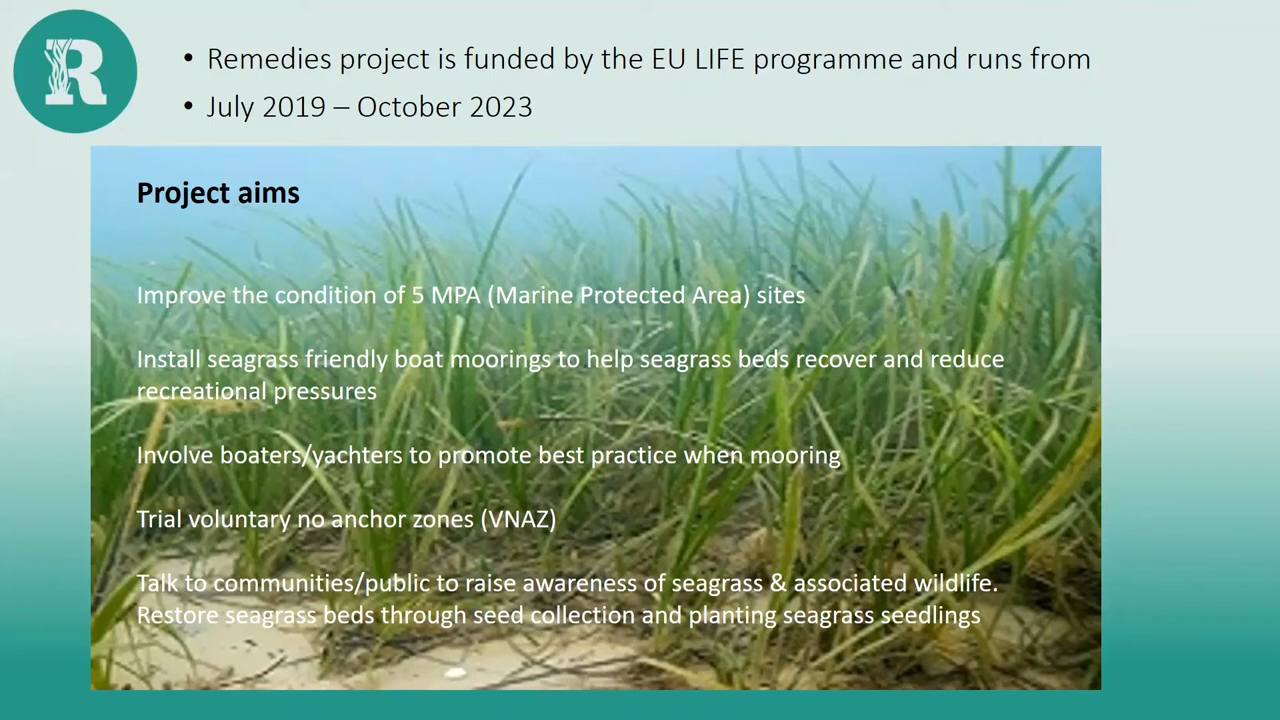 R
• Remedies project is funded by the EU LIFE programme and runs from
• July 2019 – October 2023
Project aims
Improve the condition of 5 MPA (Marine Protected Area) sites
Install seagrass friendly boat moorings to help seagrass beds recover and reduce
recreational pressures
Involve boaters/yachters to promote best practice when mooring
Trial voluntary no anchor zones (VNAZ)
Talk to communities/public to raise awareness of seagrass & associated wildlife.
Restore seagrass beds through seed collection and planting seagrass seedlings